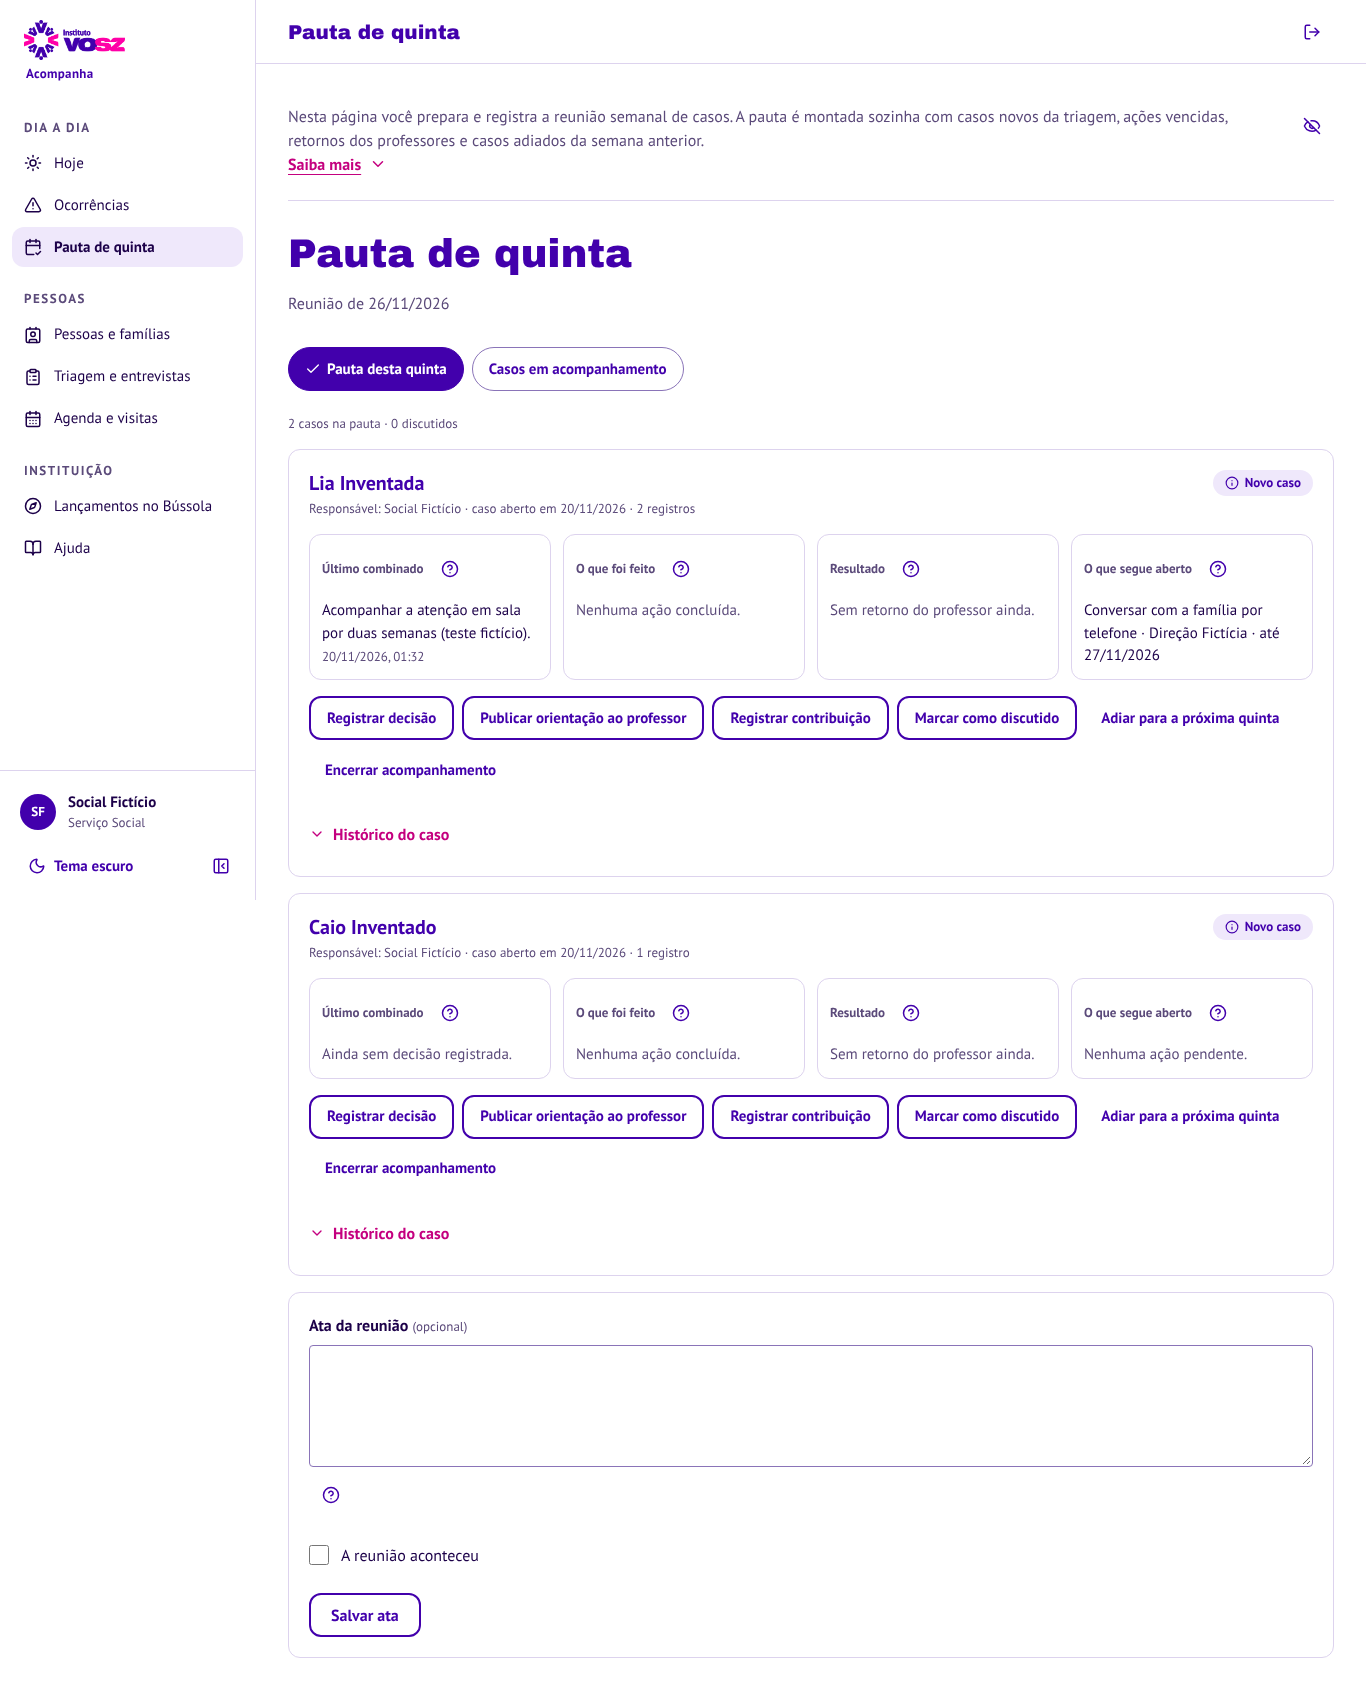 Instituto
VOSZ
Acompanha
DIA A DIA
Hoje
Ocorrências
Pauta de quinta
PESSOAS
Pessoas e famílias
Triagem e entrevistas
Agenda e visitas
INSTITUIÇÃO
Lançamentos no Bússola
Ajuda
SF
Social Fictício
Serviço Social
Tema escuro
Pauta de quinta
Nesta página você prepara e registra a reunião semanal de casos. A pauta é montada sozinha com casos novos da triagem, ações vencidas,
retornos dos professores e casos adiados da semana anterior.
Saiba mais
Pauta de quinta
Reunião de 26/11/2026
Pauta desta quinta
Casos em acompanhamento
2 casos na pauta · 0 discutidos
Lia Inventada
Novo caso
Responsável: Social Fictício · caso aberto em 20/11/2026 · 2 registros
Último combinado
Acompanhar a atenção em sala
por duas semanas (teste fictício).
20/11/2026, 01:32
O que foi feito
Nenhuma ação concluída.
Resultado
Sem retorno do professor ainda.
O que segue aberto
Conversar com a família por
telefone · Direção Fictícia · até
27/11/2026
Registrar decisão
Publicar orientação ao professor
Registrar contribuição
Marcar como discutido
Adiar para a próxima quinta
Encerrar acompanhamento
Histórico do caso
Caio Inventado
Novo caso
Responsável: Social Fictício · caso aberto em 20/11/2026 · 1 registro
Último combinado
Ainda sem decisão registrada.
O que foi feito
Nenhuma ação concluída.
Resultado
Sem retorno do professor ainda.
O que segue aberto
Nenhuma ação pendente.
Registrar decisão
Publicar orientação ao professor
Registrar contribuição
Marcar como discutido
Adiar para a próxima quinta
Encerrar acompanhamento
Histórico do caso
Ata da reunião (opcional)
A reunião aconteceu
Salvar ata